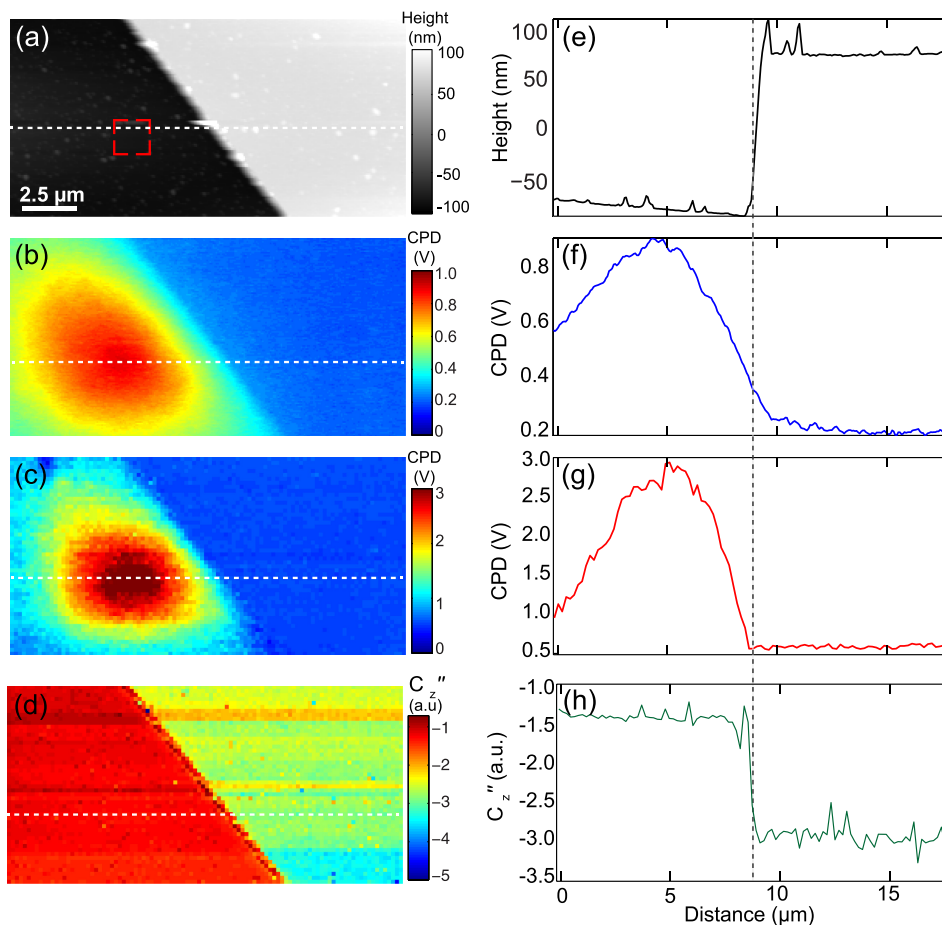 (a)
Height
(nm)
100
50
0
-50
-100
2.5 µm
(b)
CPD
(V)
1.0
0.8
0.6
0.4
0.2
0
(c)
CPD
(V)
3
2
1
0
(d)
C_z″
(a.u)
−1
−2
−3
−4
−5
(e)
Height (nm)
100
50
0
−50
(f)
CPD (V)
0.8
0.6
0.4
0.2
(g)
CPD (V)
3.0
2.5
2.0
1.5
1.0
0.5
(h)
C_z″ (a.u.)
-1.0
-1.5
-2.0
-2.5
-3.0
-3.5
0 5 10 15
Distance (µm)